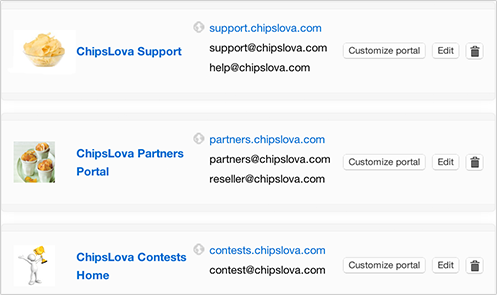 ChipsLova Support
support.chipslova.com
support@chipslova.com
help@chipslova.com
Customize portal
Edit
ChipsLova Partners
Portal
partners.chipslova.com
partners@chipslova.com
reseller@chipslova.com
Customize portal
Edit
ChipsLova Contests
Home
contests.chipslova.com
contest@chipslova.com
Customize portal
Edit